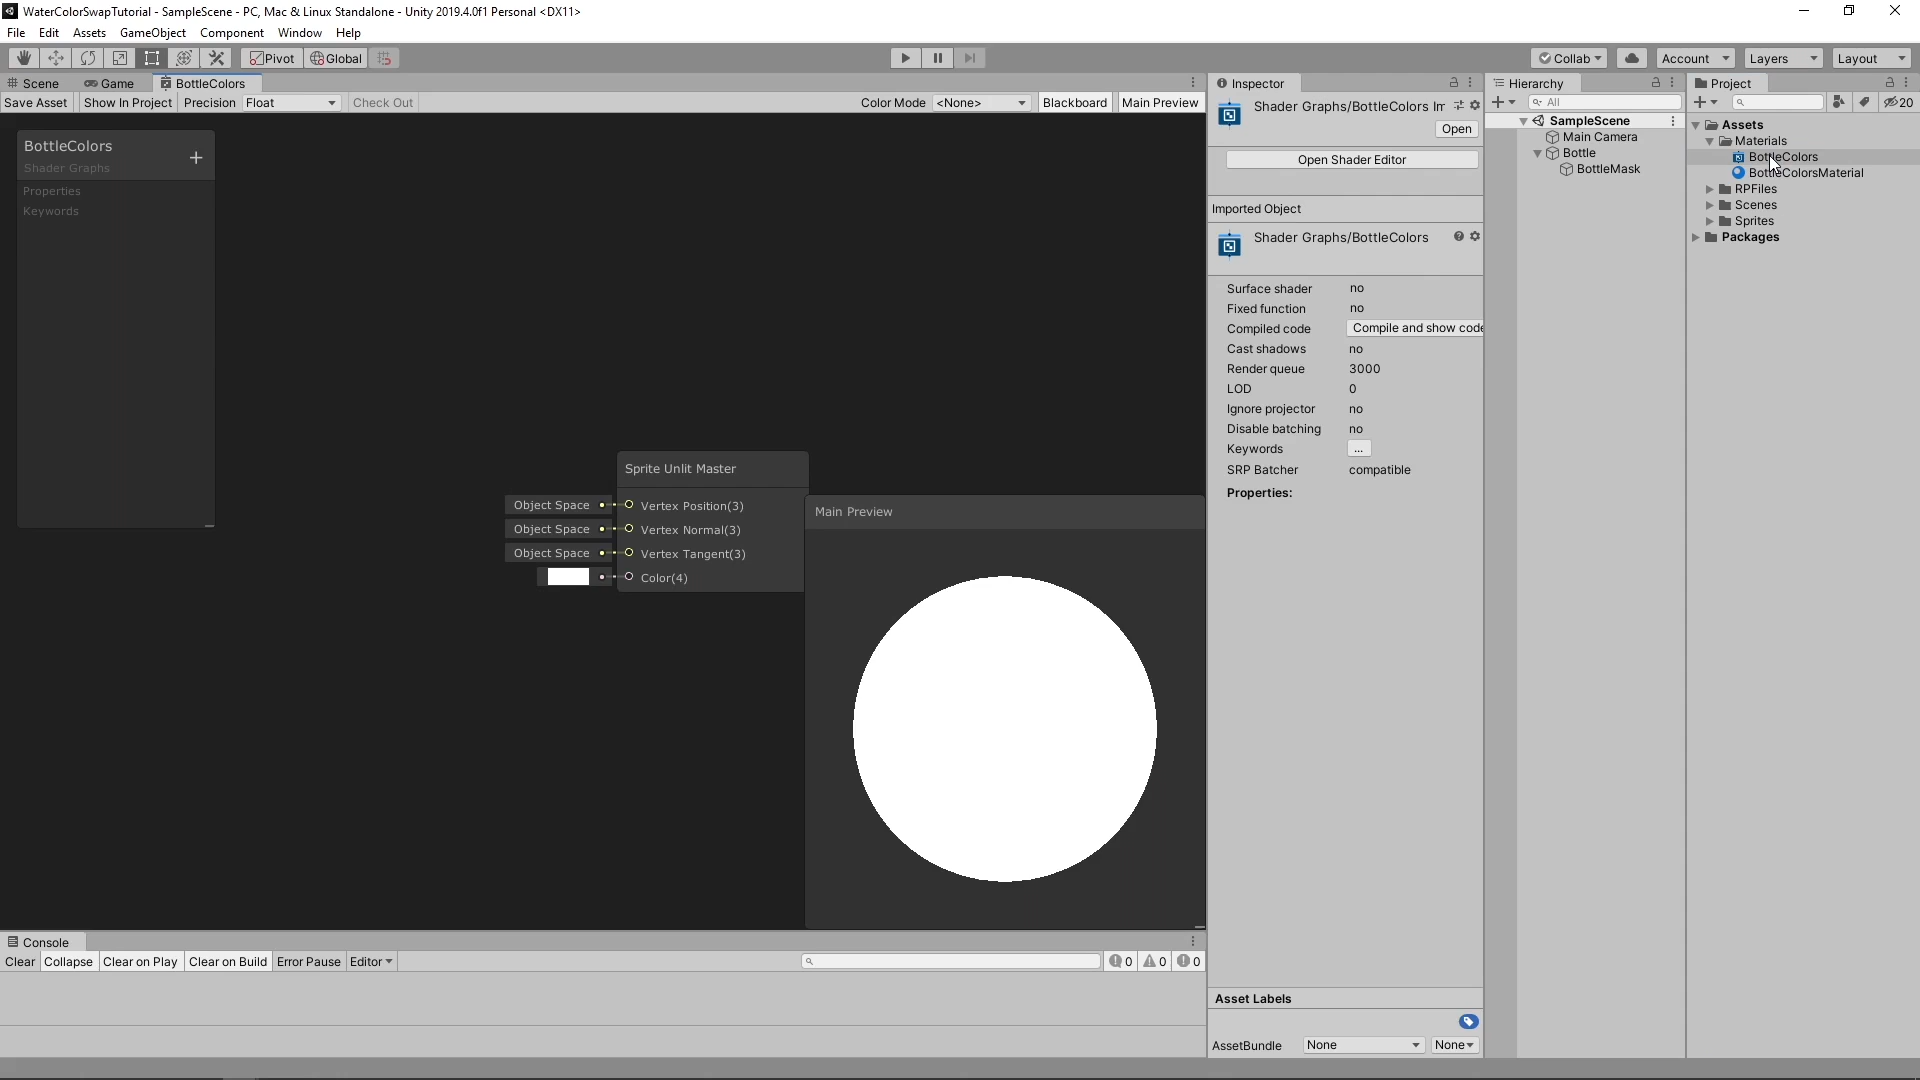 WaterColorSwapTutorial - SampleScene - PC, Mac & Linux Standalone - Unity 2019.4.0f1 Personal <DX11>
File Edit Assets GameObject Component Window Help
Pivot Global Collab Account Layers Layout
Scene Game BottleColors
Save Asset Show In Project Precision Float Check Out Color Mode <None> Blackboard Main Preview
BottleColors
Shader Graphs
Properties
Keywords
Sprite Unlit Master
Object Space Vertex Position(3)
Object Space Vertex Normal(3)
Object Space Vertex Tangent(3)
Color(4)
Main Preview
Console
Clear Collapse Clear on Play Clear on Build Error Pause Editor 0 0 0
Inspector
Shader Graphs/BottleColors Im
Open
Open Shader Editor
Imported Object
Shader Graphs/BottleColors
Surface shader no
Fixed function no
Compiled code Compile and show code
Cast shadows no
Render queue 3000
LOD 0
Ignore projector no
Disable batching no
Keywords ...
SRP Batcher compatible
Properties:
Asset Labels
AssetBundle None None
Hierarchy
All
SampleScene
Main Camera
Bottle
BottleMask
Project
20
Assets
Materials
BottleColors
BottleColorsMaterial
RPFiles
Scenes
Sprites
Packages